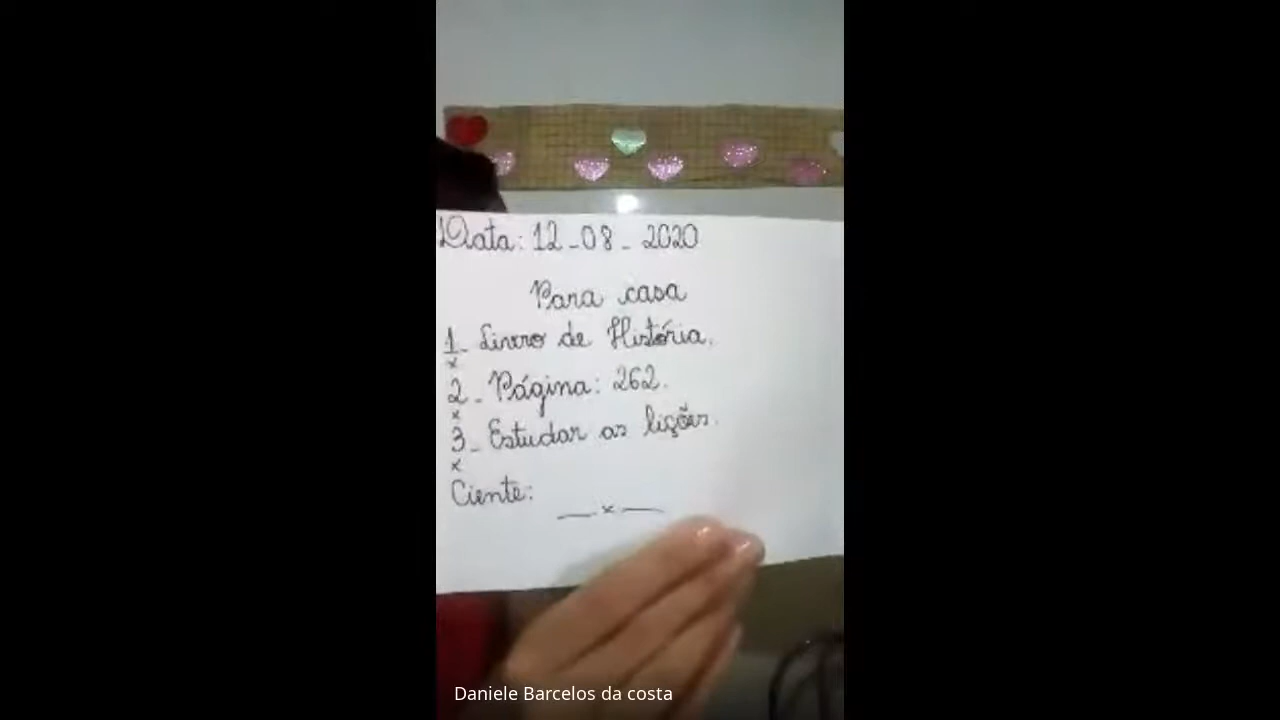 Data: 12-08-2020
Para casa
1- Livro de História.
x
2- Página: 262.
x
3- Estudar as lições.
x
Ciente:
— x —
Daniele Barcelos da costa